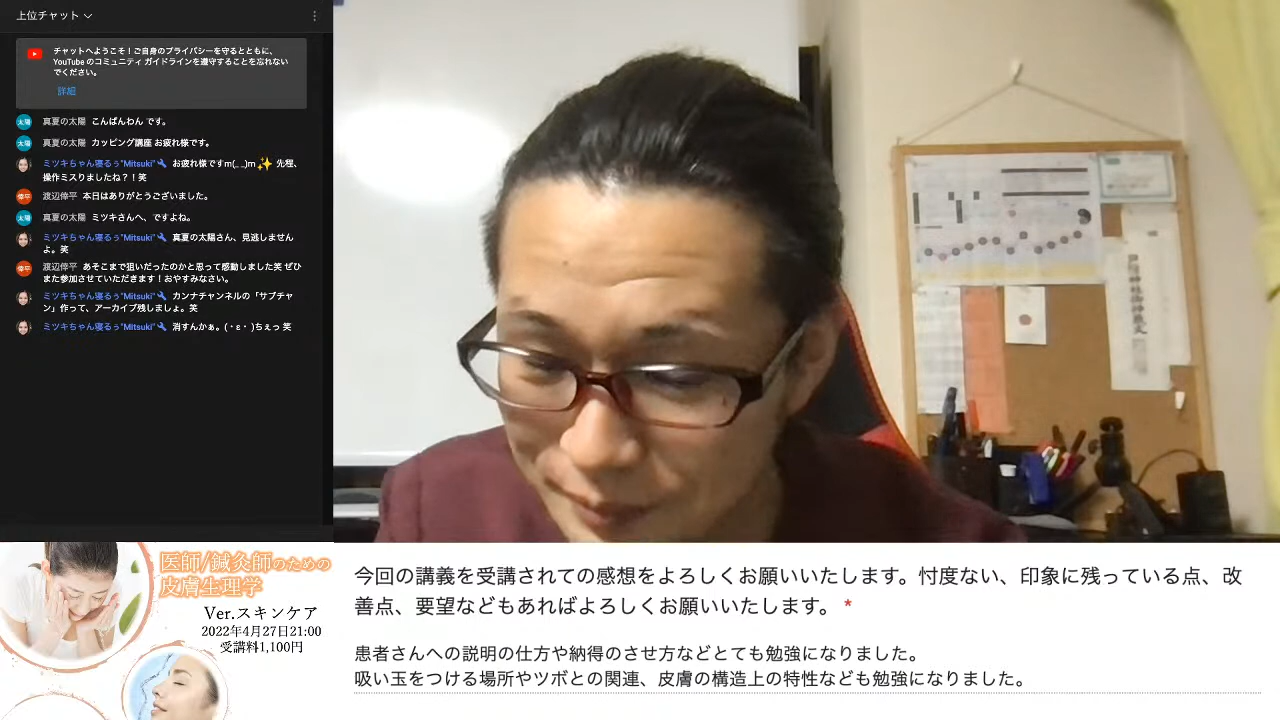 上位チャット
チャットへようこそ！ご自身のプライバシーを守るとともに、
YouTube のコミュニティ ガイドラインを遵守することを忘れない
でください。
詳細
太陽 真夏の太陽 こんばんわん です。
太陽 真夏の太陽 カッピング講座 お疲れ様です。
ミツキちゃん寝るぅ"Mitsuki" お疲れ様ですm(_ _)m✨ 先程、
操作ミスりましたね？！笑
倖平 渡辺倖平 本日はありがとうございました。
太陽 真夏の太陽 ミツキさんへ、ですよね。
ミツキちゃん寝るぅ"Mitsuki" 真夏の太陽さん、見逃しません
よ。笑
倖平 渡辺倖平 あそこまで狙いだったのかと思って感動しました笑 ぜひ
また参加させていただきます！おやすみなさい。
ミツキちゃん寝るぅ"Mitsuki" カンナチャンネルの「サブチャ
ン」作って、アーカイブ残しましょ。笑
ミツキちゃん寝るぅ"Mitsuki" 消すんかぁ。(・ε・)ちぇっ 笑
医師/鍼灸師のための
皮膚生理学
Ver.スキンケア
2022年4月27日21:00
受講料1,100円
今回の講義を受講されての感想をよろしくお願いいたします。忖度ない、印象に残っている点、改
善点、要望などもあればよろしくお願いいたします。 *
患者さんへの説明の仕方や納得のさせ方などとても勉強になりました。
吸い玉をつける場所やツボとの関連、皮膚の構造上の特性なども勉強になりました。